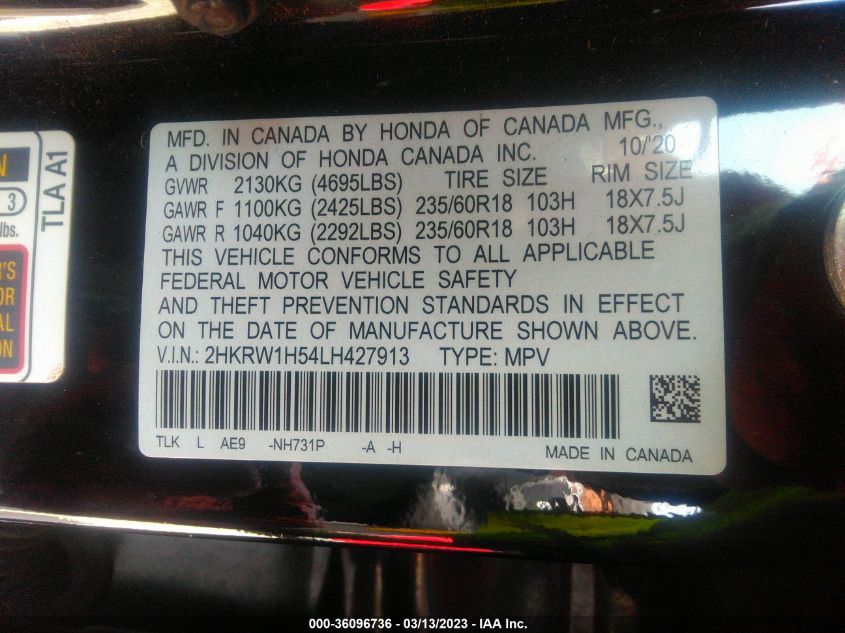 MFD. IN CANADA BY HONDA OF CANADA MFG.,
A DIVISION OF HONDA CANADA INC. 10/'20
GVWR 2130KG (4695LBS) TIRE SIZE RIM SIZE
GAWR F 1100KG (2425LBS) 235/60R18 103H 18X7.5J
GAWR R 1040KG (2292LBS) 235/60R18 103H 18X7.5J
THIS VEHICLE CONFORMS TO ALL APPLICABLE
FEDERAL MOTOR VEHICLE SAFETY
AND THEFT PREVENTION STANDARDS IN EFFECT
ON THE DATE OF MANUFACTURE SHOWN ABOVE.
V.I.N.: 2HKRW1H54LH427913 TYPE: MPV
TLK L AE9 -NH731P -A -H
MADE IN CANADA
TLA A1
3
lbs.
000-36096736 — 03/13/2023 — IAA Inc.